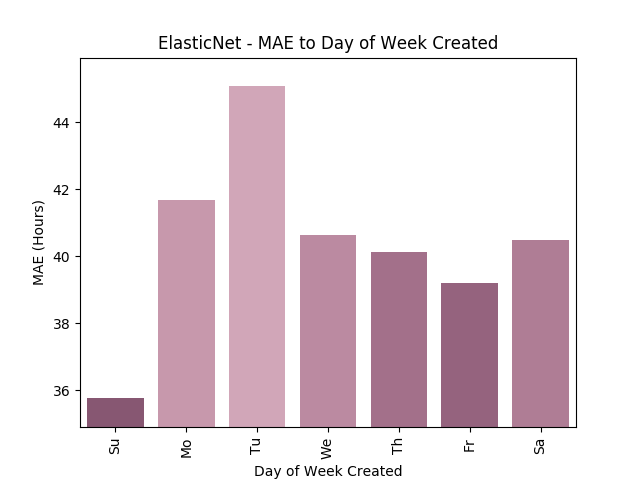 ElasticNet - MAE to Day of Week Created
MAE (Hours)
44
42
40
38
36
Su
Mo
Tu
We
Th
Fr
Sa
Day of Week Created